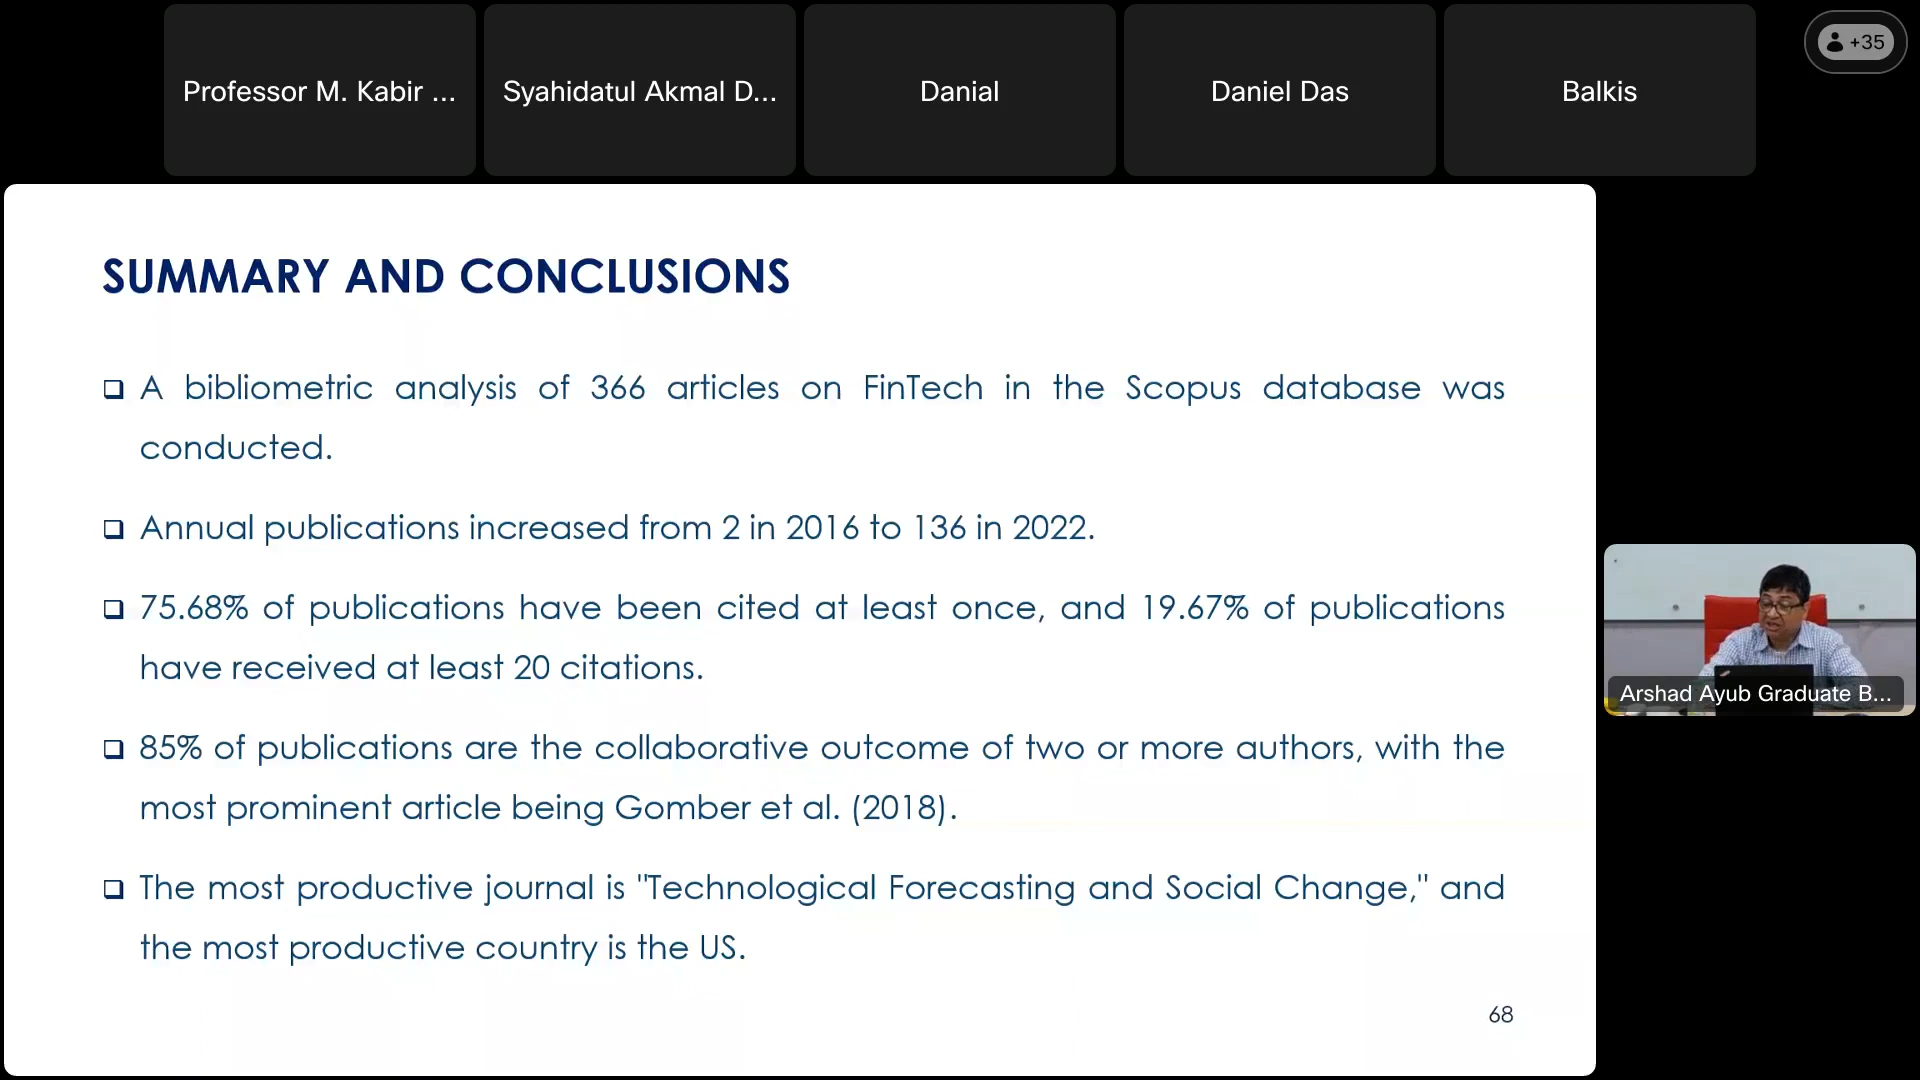 Professor M. Kabir ...
Syahidatul Akmal D...
Danial
Daniel Das
Balkis
+35
SUMMARY AND CONCLUSIONS
❑ A bibliometric analysis of 366 articles on FinTech in the Scopus database was
conducted.
❑ Annual publications increased from 2 in 2016 to 136 in 2022.
❑ 75.68% of publications have been cited at least once, and 19.67% of publications
have received at least 20 citations.
❑ 85% of publications are the collaborative outcome of two or more authors, with the
most prominent article being Gomber et al. (2018).
❑ The most productive journal is "Technological Forecasting and Social Change," and
the most productive country is the US.
68
Arshad Ayub Graduate B...